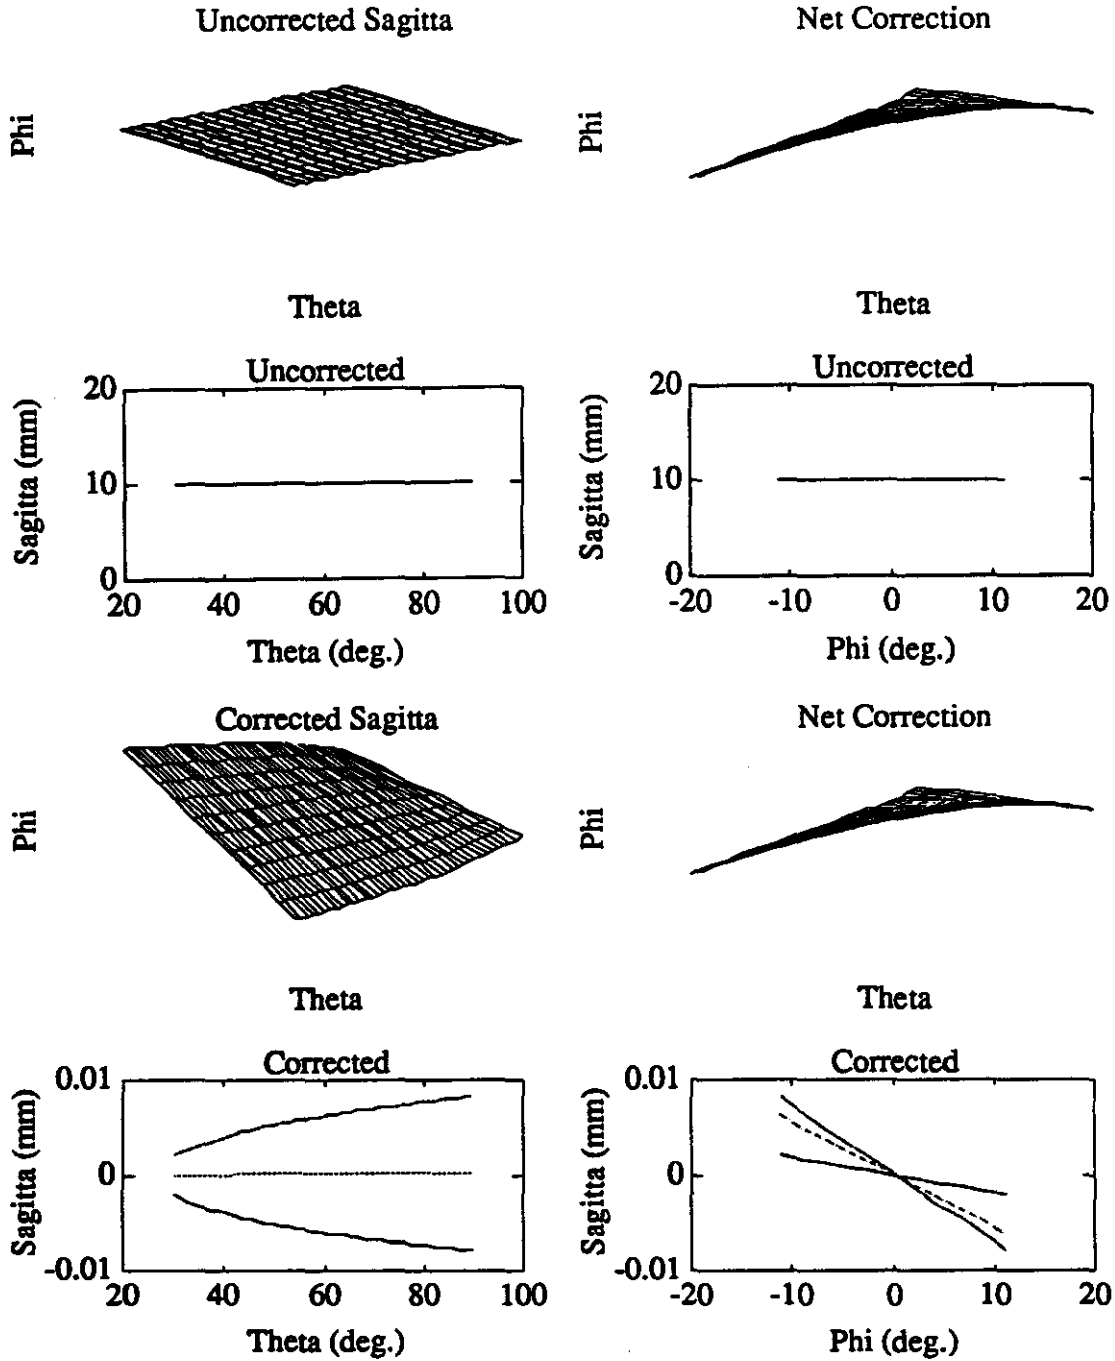 Uncorrected Sagitta
Net Correction
Phi
Phi
Theta
Theta
Uncorrected
Uncorrected
Sagitta (mm)
20
10
0
20 40 60 80 100
Theta (deg.)
Sagitta (mm)
20
10
0
-20 -10 0 10 20
Phi (deg.)
Corrected Sagitta
Net Correction
Phi
Phi
Theta
Theta
Corrected
Corrected
Sagitta (mm)
0.01
0
-0.01
20 40 60 80 100
Theta (deg.)
Sagitta (mm)
0.01
0
-0.01
-20 -10 0 10 20
Phi (deg.)